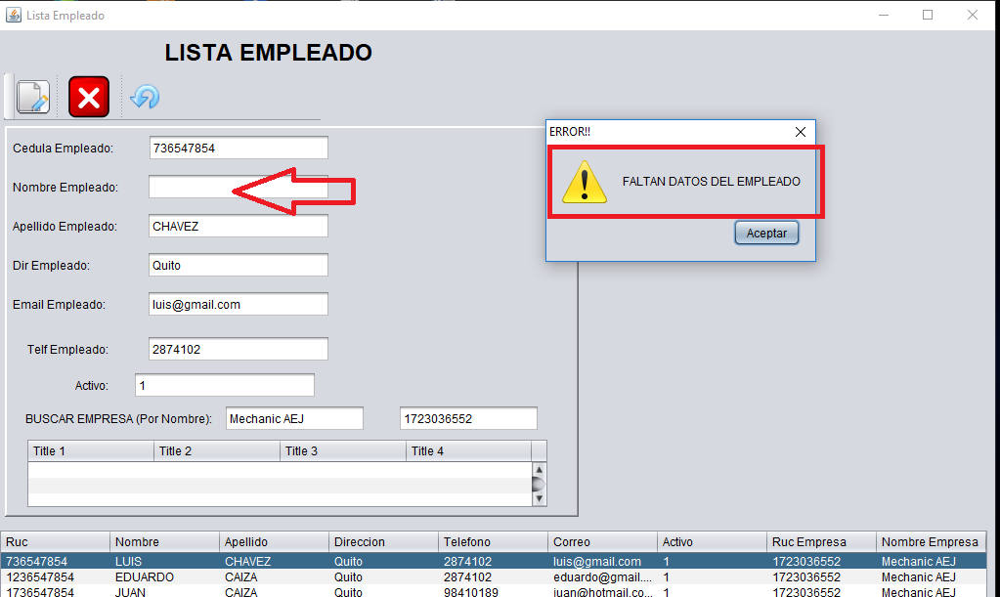 Lista Empleado
LISTA EMPLEADO
ERROR!!
FALTAN DATOS DEL EMPLEADO
Aceptar
Cedula Empleado: 736547854
Nombre Empleado:
Apellido Empleado: CHAVEZ
Dir Empleado: Quito
Email Empleado: luis@gmail.com
Telf Empleado: 2874102
Activo: 1
BUSCAR EMPRESA (Por Nombre): Mechanic AEJ 1723036552
Title 1 Title 2 Title 3 Title 4
Ruc Nombre Apellido Direccion Telefono Correo Activo Ruc Empresa Nombre Empresa
736547854 LUIS CHAVEZ Quito 2874102 luis@gmail.com 1 1723036552 Mechanic AEJ
1236547854 EDUARDO CAIZA Quito 2874102 eduardo@gmail.... 1 1723036552 Mechanic AEJ
1736547854 JUAN CAIZA Quito 98410189 juan@hotmail.co... 1 1723036552 Mechanic AEJ